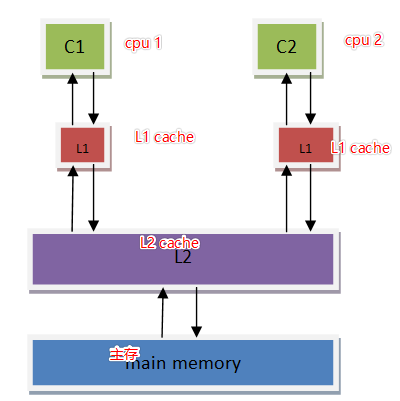 C1
cpu 1
C2
cpu 2
L1
L1 cache
L1
L1 cache
L2 cache
L2
主存
main memory